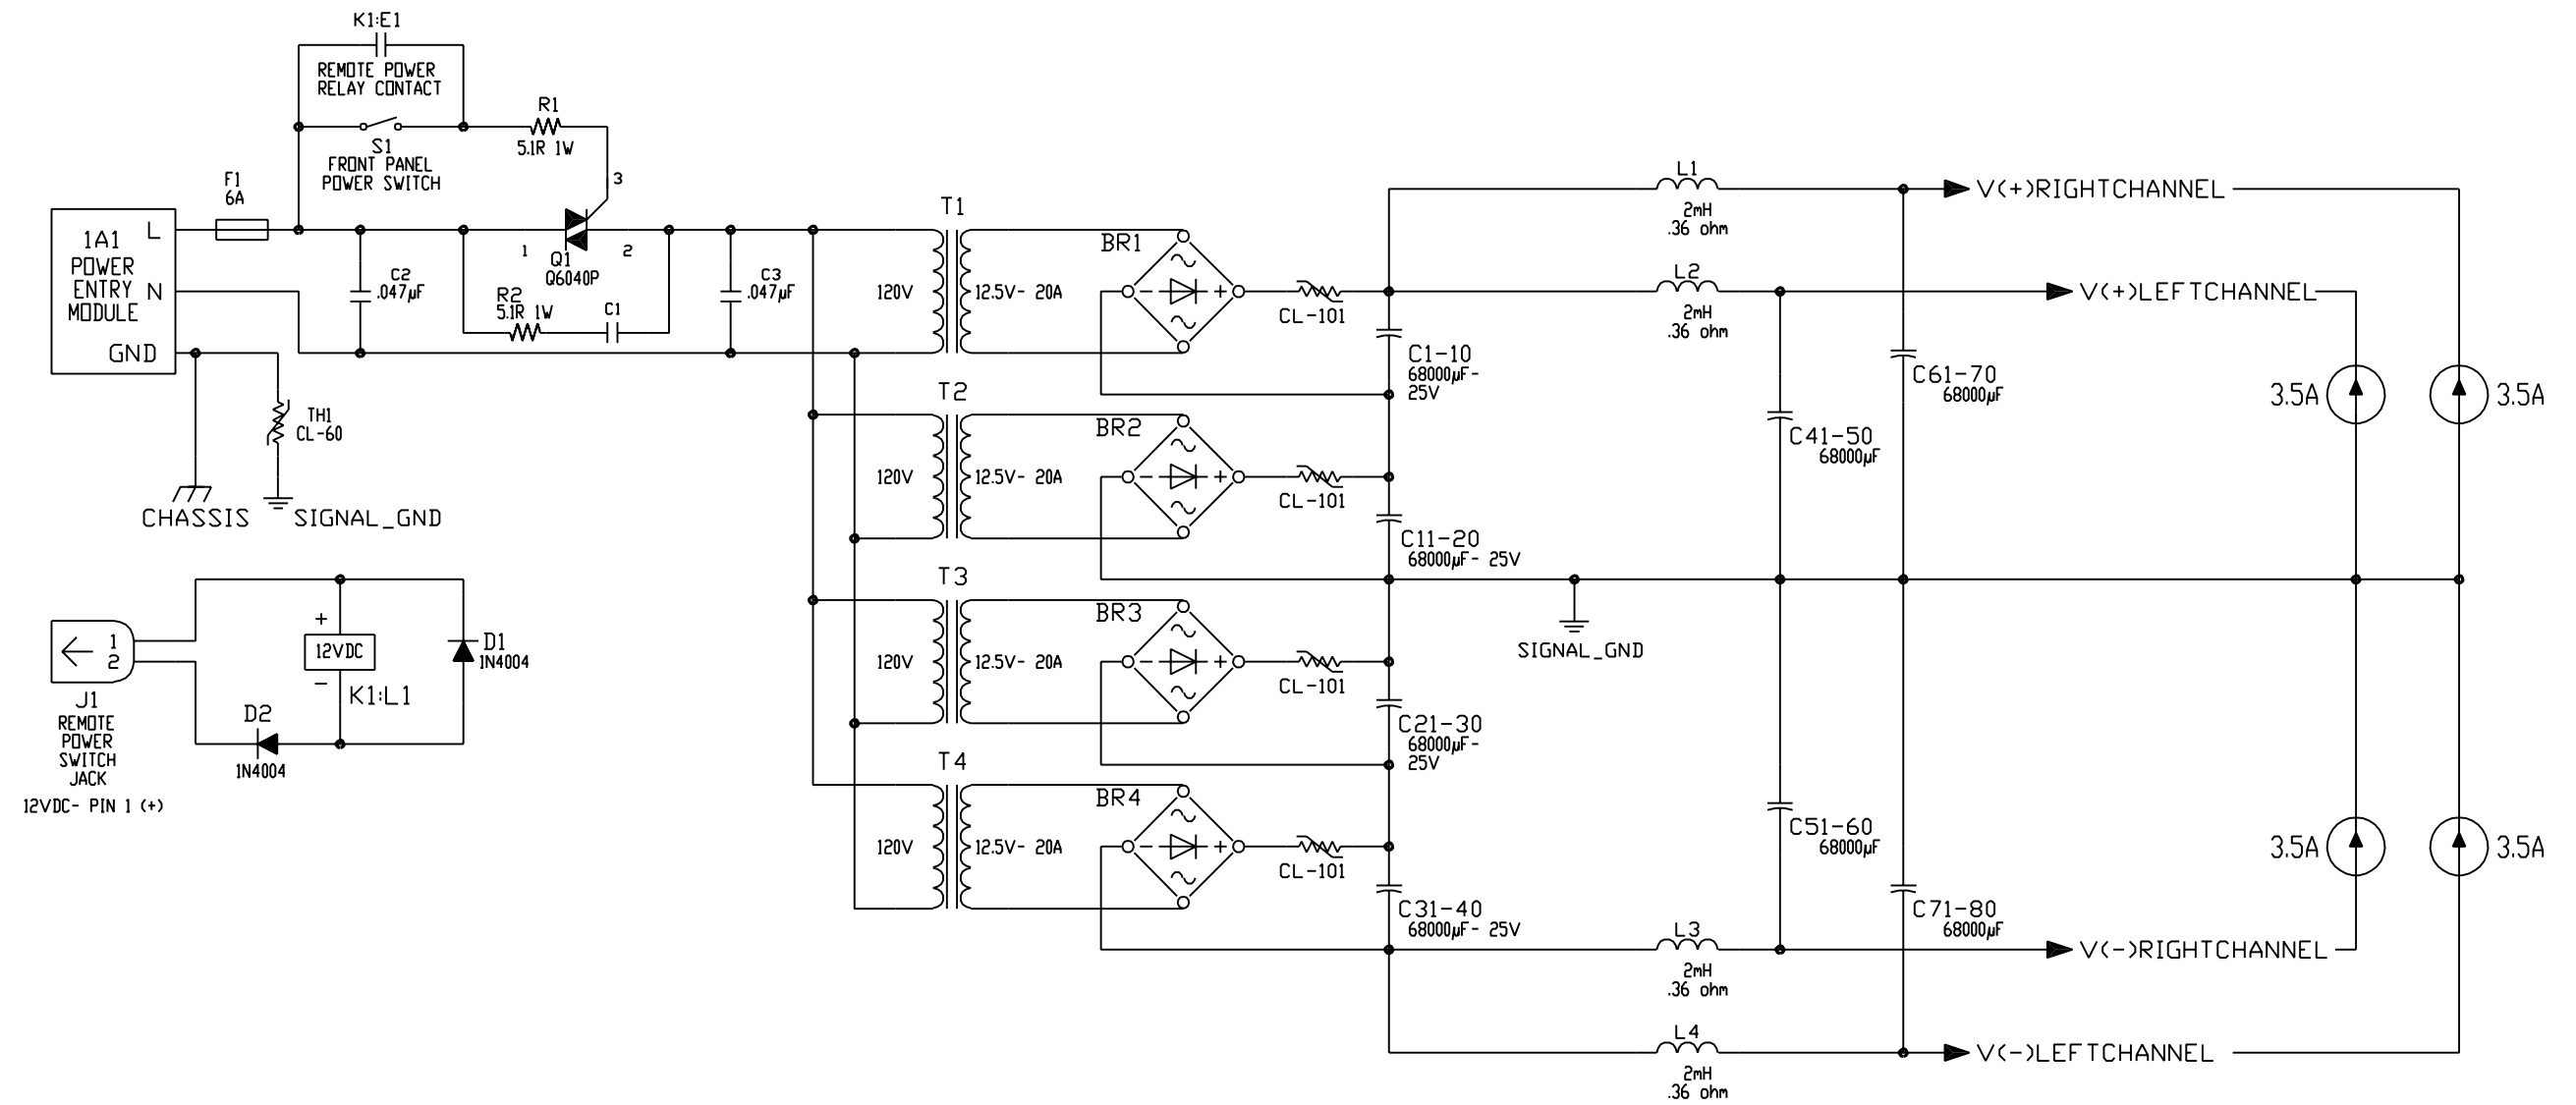 K1:E1
REMOTE POWER
RELAY CONTACT
S1
FRONT PANEL
POWER SWITCH
R1
5.1R 1W
3
F1
6A
1A1
POWER
ENTRY
MODULE
L
N
GND
1
2
Q1
Q6040P
C2
.047µF
R2
5.1R 1W
C1
C3
.047µF
TH1
CL-60
CHASSIS
SIGNAL_GND
1
2
J1
REMOTE
POWER
SWITCH
JACK
12VDC- PIN 1 (+)
+
12VDC
-
K1:L1
D1
1N4004
D2
1N4004
T1
120V
12.5V- 20A
BR1
- +
CL-101
C1-10
68000µF-
25V
T2
120V
12.5V- 20A
BR2
- +
CL-101
C11-20
68000µF- 25V
T3
120V
12.5V- 20A
BR3
- +
CL-101
C21-30
68000µF-
25V
T4
120V
12.5V- 20A
BR4
- +
CL-101
C31-40
68000µF- 25V
L1
2mH
.36 ohm
L2
2mH
.36 ohm
V(+)RIGHTCHANNEL
V(+)LEFTCHANNEL
C61-70
68000µF
C41-50
68000µF
3.5A
3.5A
SIGNAL_GND
C51-60
68000µF
C71-80
68000µF
3.5A
3.5A
L3
2mH
.36 ohm
V(-)RIGHTCHANNEL
L4
2mH
.36 ohm
V(-)LEFTCHANNEL